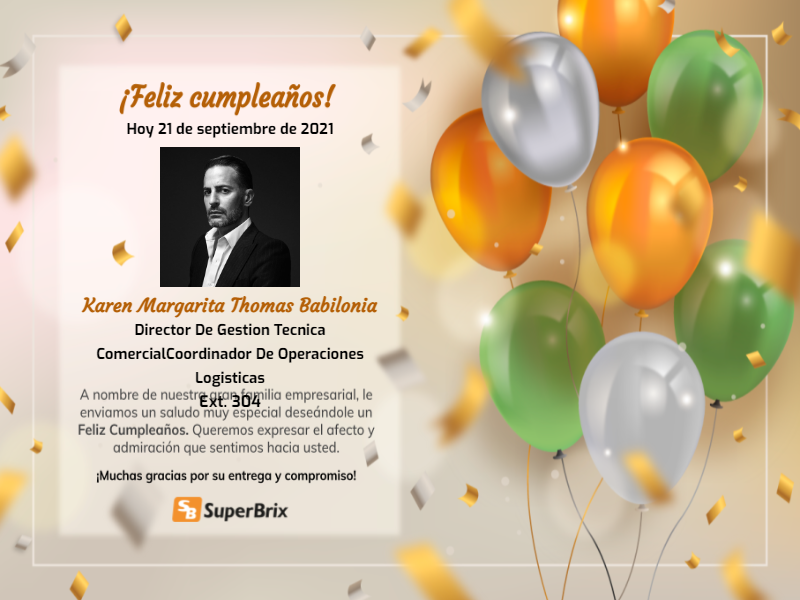 ¡Feliz cumpleaños!
Hoy 21 de septiembre de 2021
Karen Margarita Thomas Babilonia
Director De Gestion Tecnica
ComercialCoordinador De Operaciones
Logisticas
Ext. 304
A nombre de nuestra gran familia empresarial, le
enviamos un saludo muy especial deseándole un
Feliz Cumpleaños. Queremos expresar el afecto y
admiración que sentimos hacia usted.
¡Muchas gracias por su entrega y compromiso!
SB SuperBrix